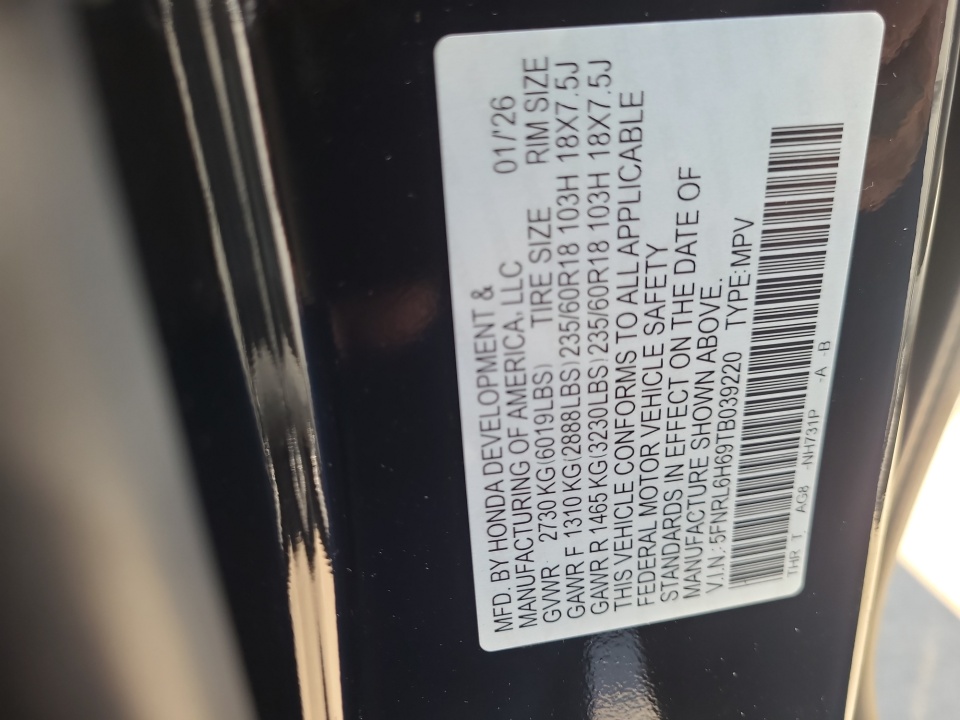 MFD. BY HONDA DEVELOPMENT &
MANUFACTURING OF AMERICA, LLC 01/'26
GVWR 2730 KG(6019LBS) TIRE SIZE RIM SIZE
GAWR F 1310 KG(2888LBS)235/60R18 103H 18X7.5J
GAWR R 1465KG(3230LBS)235/60R18 103H 18X7.5J
THIS VEHICLE CONFORMS TO ALL APPLICABLE
FEDERAL MOTOR VEHICLE SAFETY
STANDARDS IN EFFECT ON THE DATE OF
MANUFACTURE SHOWN ABOVE.
V.I.N.:5FNRL6H69TB039220 TYPE:MPV
THR T AG8 -NH731P -A -B